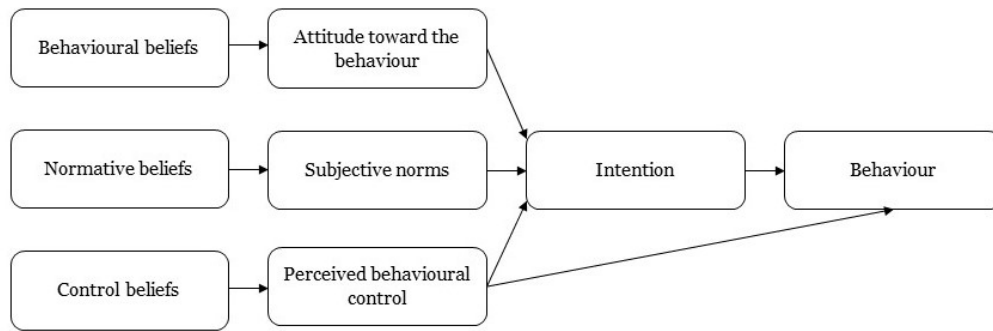 Behavioural beliefs
Attitude toward the
behaviour
Normative beliefs
Subjective norms
Intention
Behaviour
Control beliefs
Perceived behavioural
control